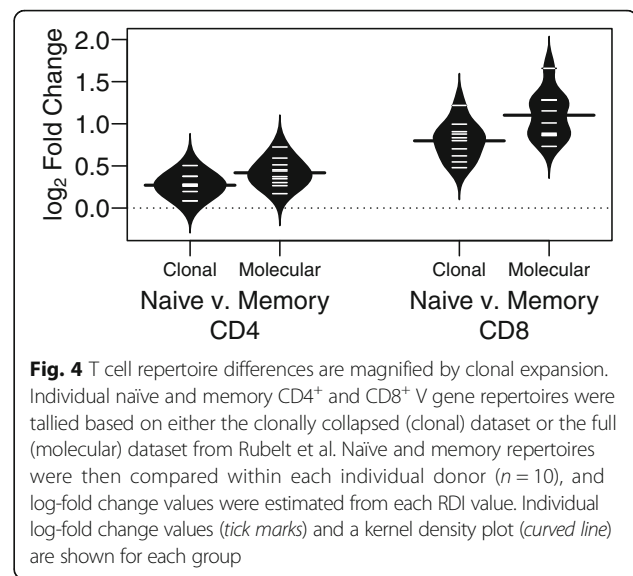 2.0
1.5
1.0
0.5
0.0
log₂ Fold Change
Clonal Molecular Clonal Molecular
Naive v. Memory Naive v. Memory
CD4 CD8
Fig. 4 T cell repertoire differences are magnified by clonal expansion.
Individual naïve and memory CD4⁺ and CD8⁺ V gene repertoires were
tallied based on either the clonally collapsed (clonal) dataset or the full
(molecular) dataset from Rubelt et al. Naïve and memory repertoires
were then compared within each individual donor (n = 10), and
log-fold change values were estimated from each RDI value. Individual
log-fold change values (tick marks) and a kernel density plot (curved line)
are shown for each group